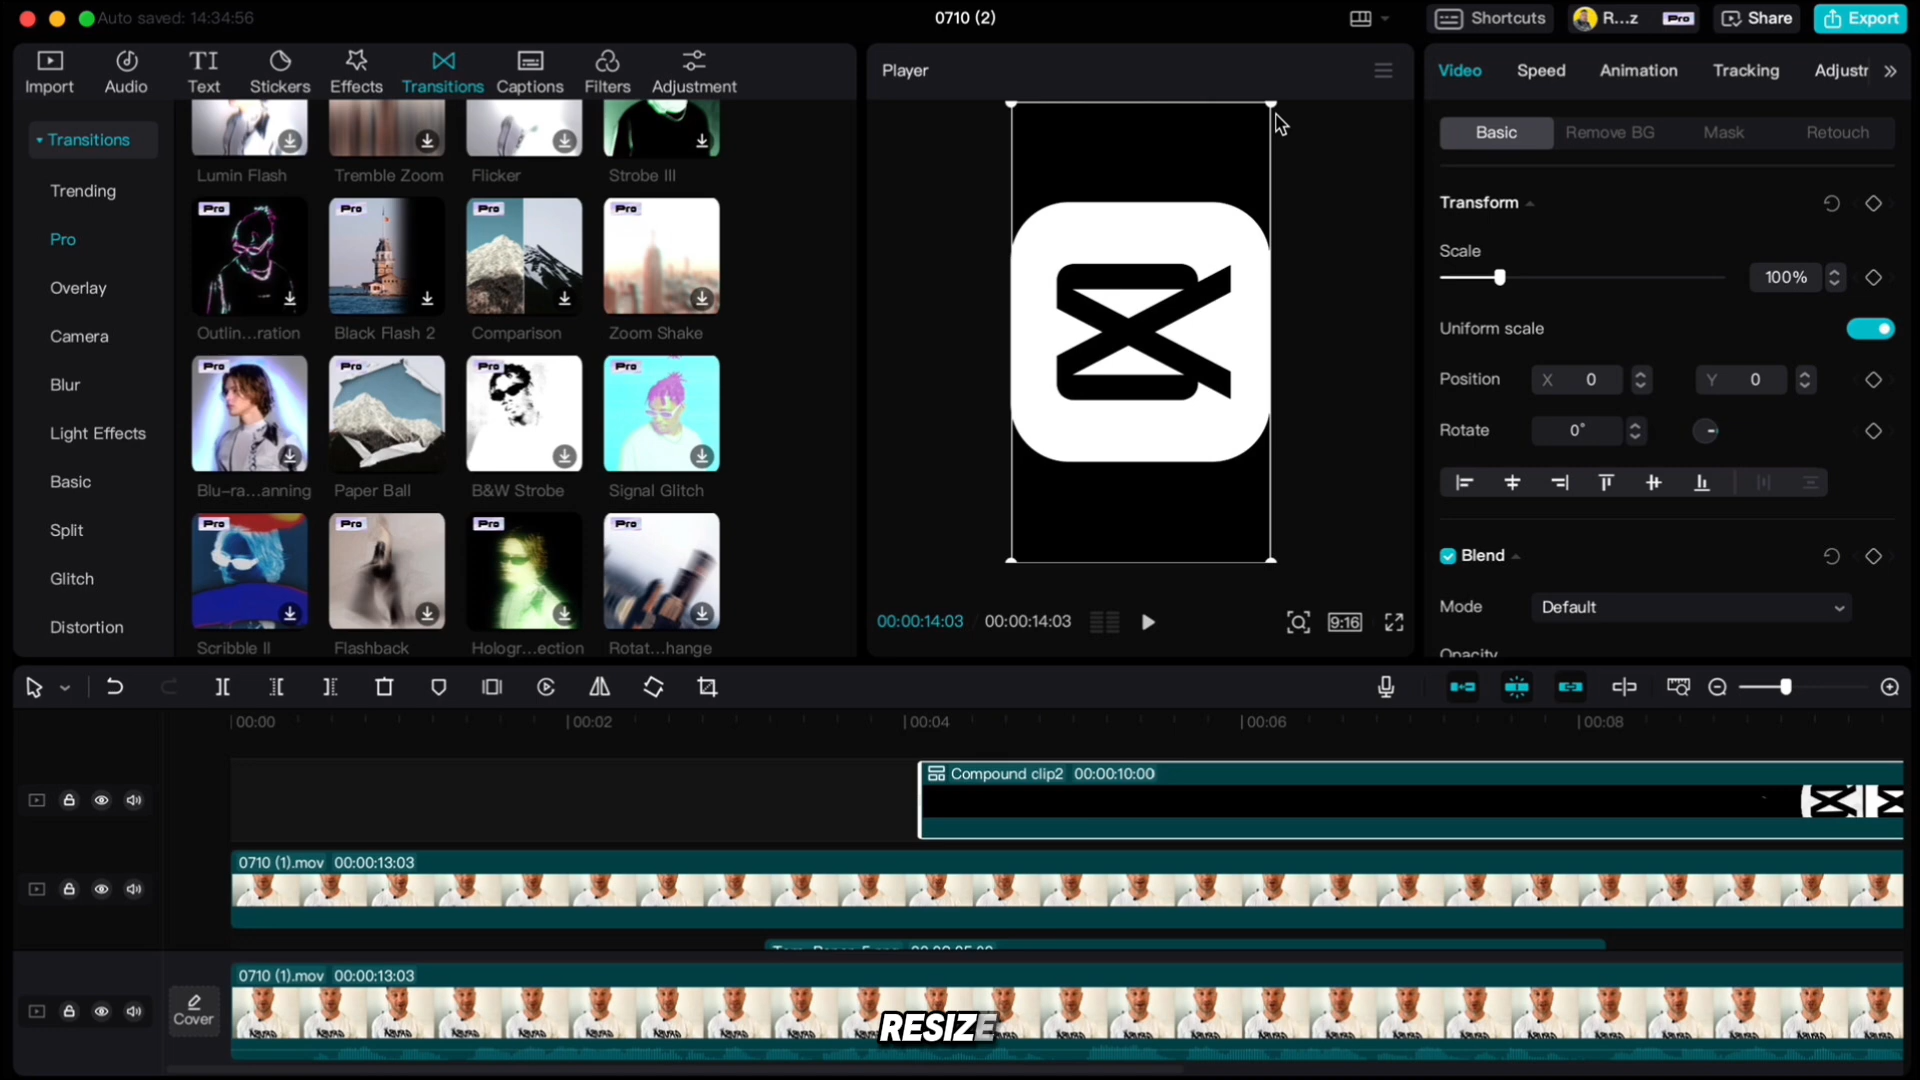 Auto saved: 14:34:56
0710 (2)
Shortcuts
R...z
Pro
Share
Export
Import
Audio
Text
Stickers
Effects
Transitions
Captions
Filters
Adjustment
Player
Video
Speed
Animation
Tracking
Adjustr
Transitions
Trending
Pro
Overlay
Camera
Blur
Light Effects
Basic
Split
Glitch
Distortion
Lumin Flash
Tremble Zoom
Flicker
Strobe III
Pro
Pro
Pro
Pro
Outlin...ration
Black Flash 2
Comparison
Zoom Shake
Pro
Pro
Pro
Pro
Blu-ra...anning
Paper Ball
B&W Strobe
Signal Glitch
Pro
Pro
Pro
Pro
Scribble II
Flashback
Hologr...ection
Rotat...hange
00:00:14:03
00:00:14:03
9:16
Basic
Remove BG
Mask
Retouch
Transform
Scale
100%
Uniform scale
Position
X 0
Y 0
Rotate
0°
Blend
Mode
Default
Opacity
00:00
00:02
00:04
00:06
00:08
Compound clip2 00:00:10:00
0710 (1).mov 00:00:13:03
0710 (1).mov 00:00:13:03
Cover
RESIZE